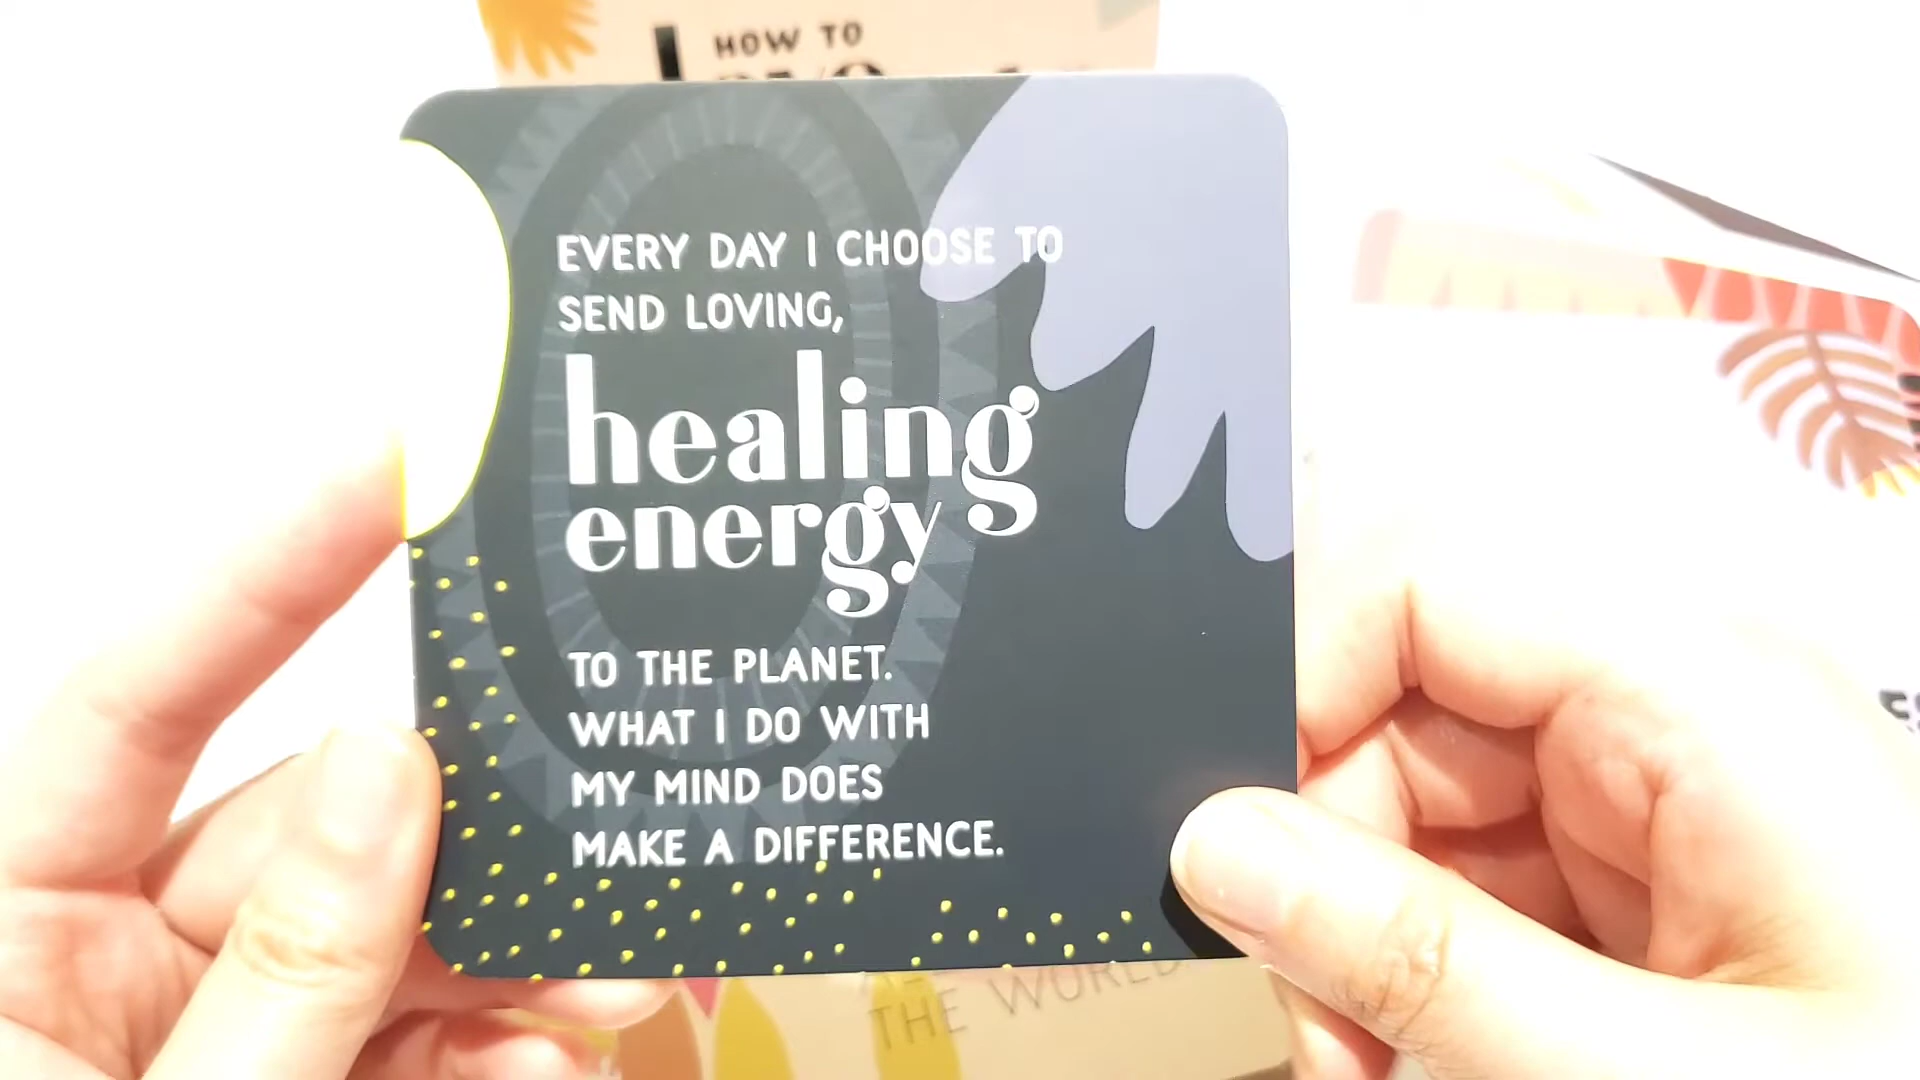 HOW TO
EVERY DAY I CHOOSE TO
SEND LOVING,
healing
energy
TO THE PLANET.
WHAT I DO WITH
MY MIND DOES
MAKE A DIFFERENCE.
THE WORLD.